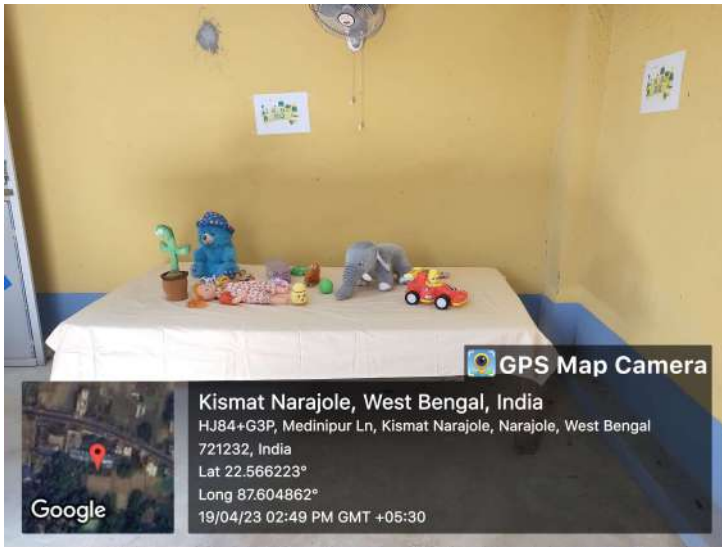 GPS Map Camera
Kismat Narajole, West Bengal, India
HJ84+G3P, Medinipur Ln, Kismat Narajole, Narajole, West Bengal
721232, India
Lat 22.566223°
Long 87.604862°
19/04/23 02:49 PM GMT +05:30
Google